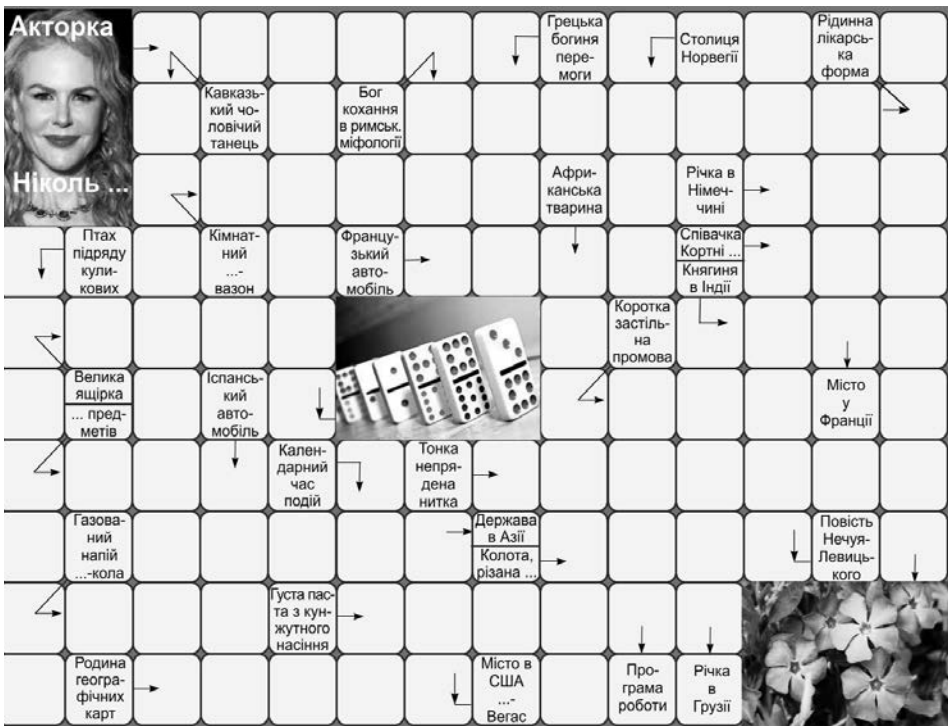 Акторка
Ніколь ...
Грецька
богиня
пере-
моги
Столиця
Норвегії
Рідинна
лікарсь-
ка
форма
Кавказь-
кий чо-
ловічий
танець
Бог
кохання
в римськ.
міфології
Афри-
канська
тварина
Річка в
Німеч-
чині
Птах
підряду
кули-
кових
Кімнат-
ний
...-
вазон
Францу-
зький
авто-
мобіль
Співачка
Кортні ...
Княгиня
в Індії
Коротка
застіль-
на
промова
Велика
ящірка
... пред-
метів
Іспансь-
кий
авто-
мобіль
Місто
у
Франції
Кален-
дарний
час
подій
Тонка
непря-
дена
нитка
Газова-
ний
напій
...-кола
Держава
в Азії
Колота,
різана ...
Повість
Нечуя-
Левиць-
кого
Густа пас-
та з кун-
жутного
насіння
Родина
геогра-
фічних
карт
Місто в
США
...-
Вегас
Про-
грама
роботи
Річка
в
Грузії